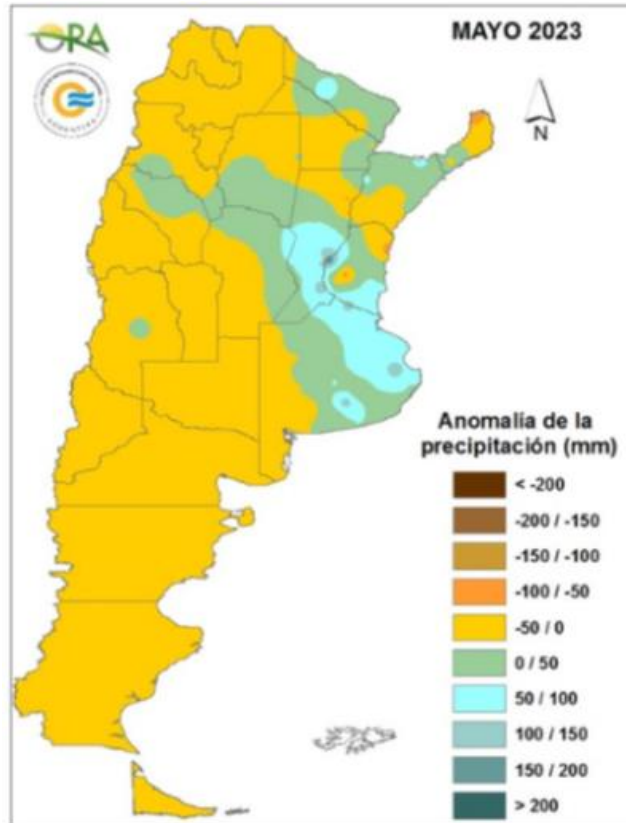 ORA
MAYO 2023
N
Anomalía de la
precipitación (mm)
< -200
-200 / -150
-150 / -100
-100 / -50
-50 / 0
0 / 50
50 / 100
100 / 150
150 / 200
> 200